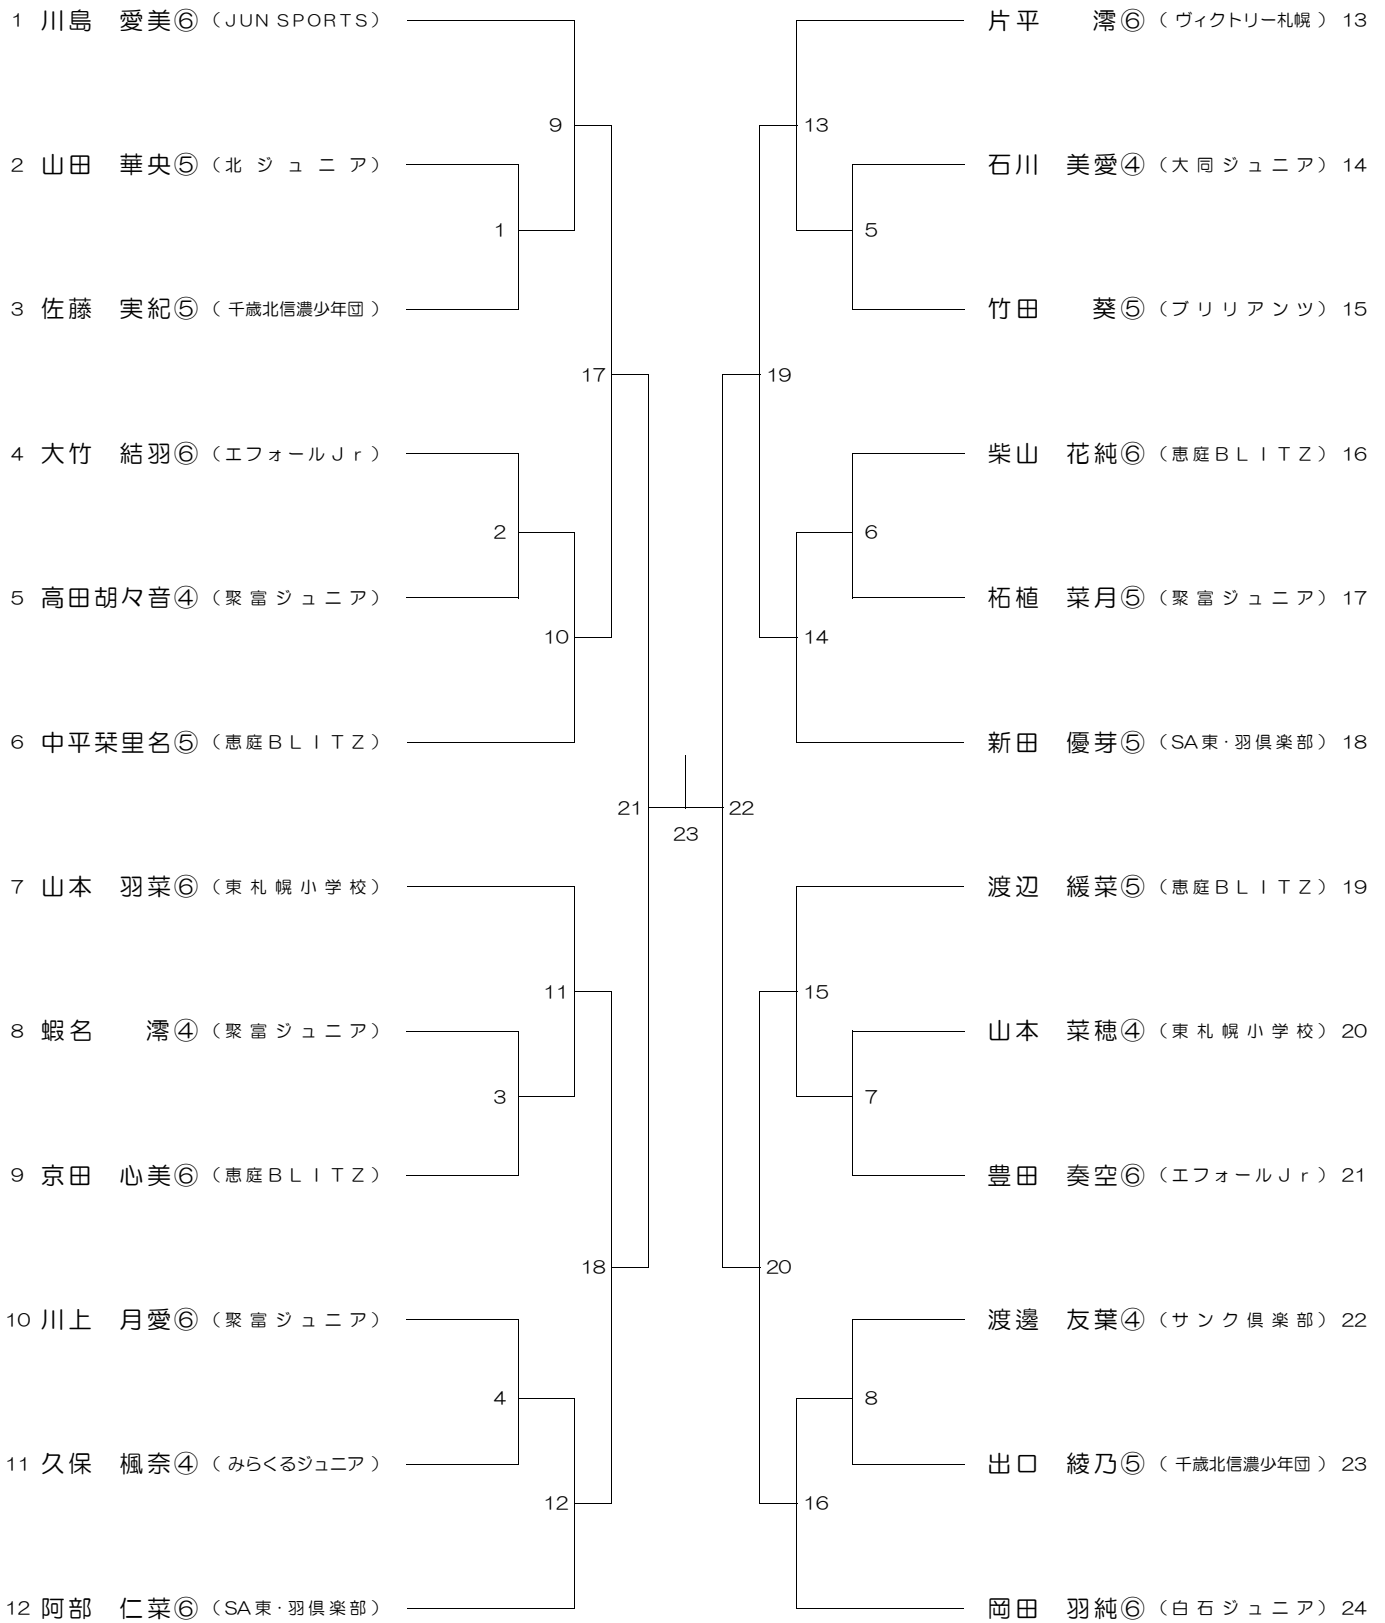 1 川島 愛美⑥（JUN SPORTS）
9
2 山田 華央⑤（北ジュニア）
1
3 佐藤 実紀⑤（千歳北信濃少年団）
17
4 大竹 結羽⑥（エフォールＪｒ）
2
5 高田胡々音④（聚富ジュニア）
10
6 中平栞里名⑤（恵庭ＢＬＩＴＺ）
21
23
22
7 山本 羽菜⑥（東札幌小学校）
11
8 蝦名 澪④（聚富ジュニア）
3
9 京田 心美⑥（恵庭ＢＬＩＴＺ）
18
10 川上 月愛⑥（聚富ジュニア）
4
11 久保 楓奈④（みらくるジュニア）
12
12 阿部 仁菜⑥（SA東・羽倶楽部）
片平 澪⑥（ヴィクトリー札幌）13
13
石川 美愛④（大同ジュニア）14
5
竹田 葵⑤（ブリリアンツ）15
19
柴山 花純⑥（恵庭ＢＬＩＴＺ）16
6
柘植 菜月⑤（聚富ジュニア）17
14
新田 優芽⑤（SA東・羽倶楽部）18
渡辺 緩菜⑤（恵庭ＢＬＩＴＺ）19
15
山本 菜穂④（東札幌小学校）20
7
豊田 奏空⑥（エフォールＪｒ）21
20
渡邊 友葉④（サンク倶楽部）22
8
出口 綾乃⑤（千歳北信濃少年団）23
16
岡田 羽純⑥（白石ジュニア）24